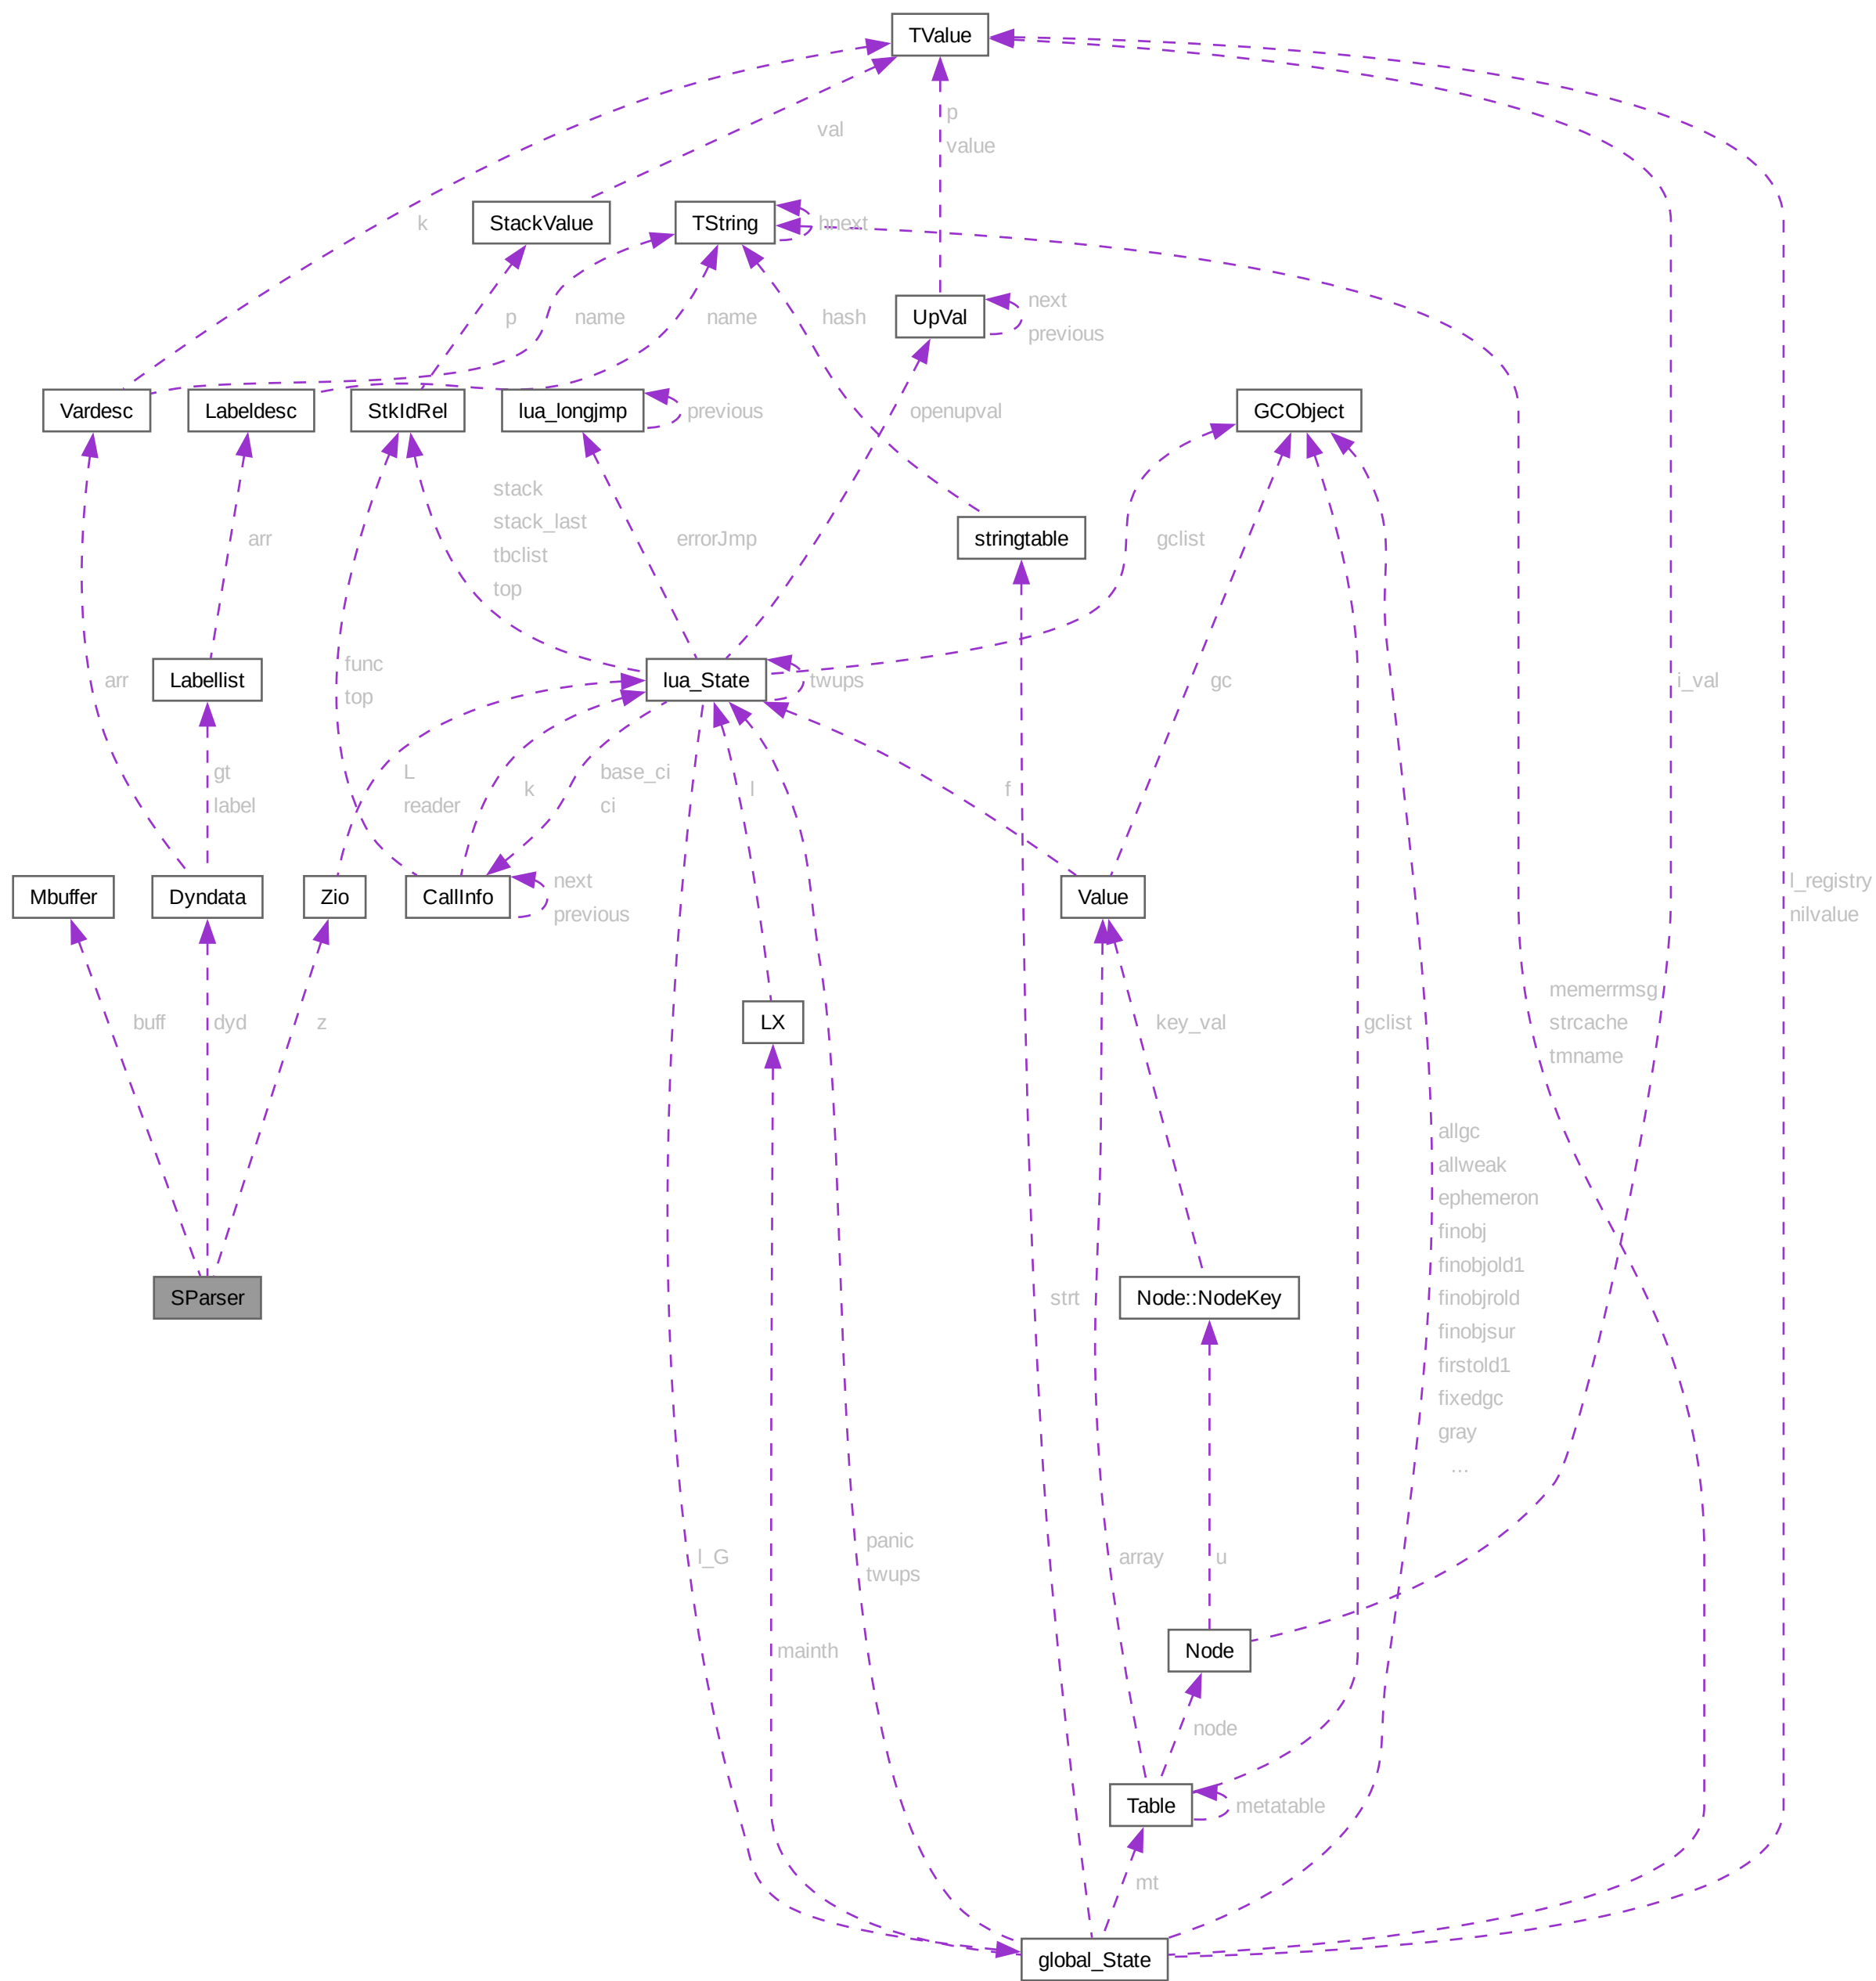 TValue
p
value
val
k
StackValue
TString
hnext
UpVal
next
previous
p
name
name
hash
Vardesc
Labeldesc
StkIdRel
lua_longjmp
previous
openupval
GCObject
stack
stack_last
tbclist
top
arr
errorJmp
stringtable
gclist
func
top
arr
Labellist
lua_State
twups
gc
i_val
gt
label
L
reader
k
base_ci
ci
l
f
Mbuffer
Dyndata
Zio
CallInfo
next
previous
Value
l_registry
nilvalue
buff
dyd
z
LX
key_val
gclist
memerrmsg
strcache
tmname
allgc
allweak
ephemeron
finobj
finobjold1
finobjrold
finobjsur
firstold1
fixedgc
gray
...
SParser
strt
Node::NodeKey
l_G
panic
twups
array
u
mainth
Node
node
Table
metatable
mt
global_State